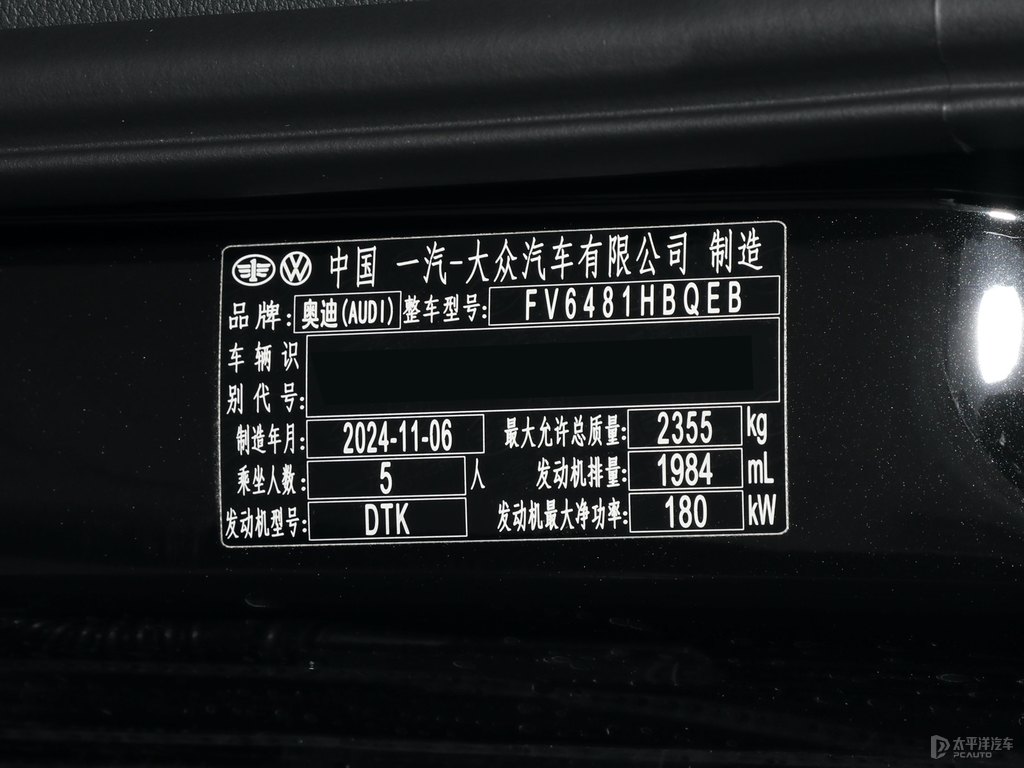 中国 一汽-大众汽车有限公司 制造
品牌: 奥迪(AUDI) 整车型号: FV6481HBQEB
车辆识
别代号:
制造年月: 2024-11-06 最大允许总质量: 2355 kg
乘坐人数: 5 人 发动机排量: 1984 mL
发动机型号: DTK 发动机最大净功率: 180 kW
太平洋汽车
PCAUTO